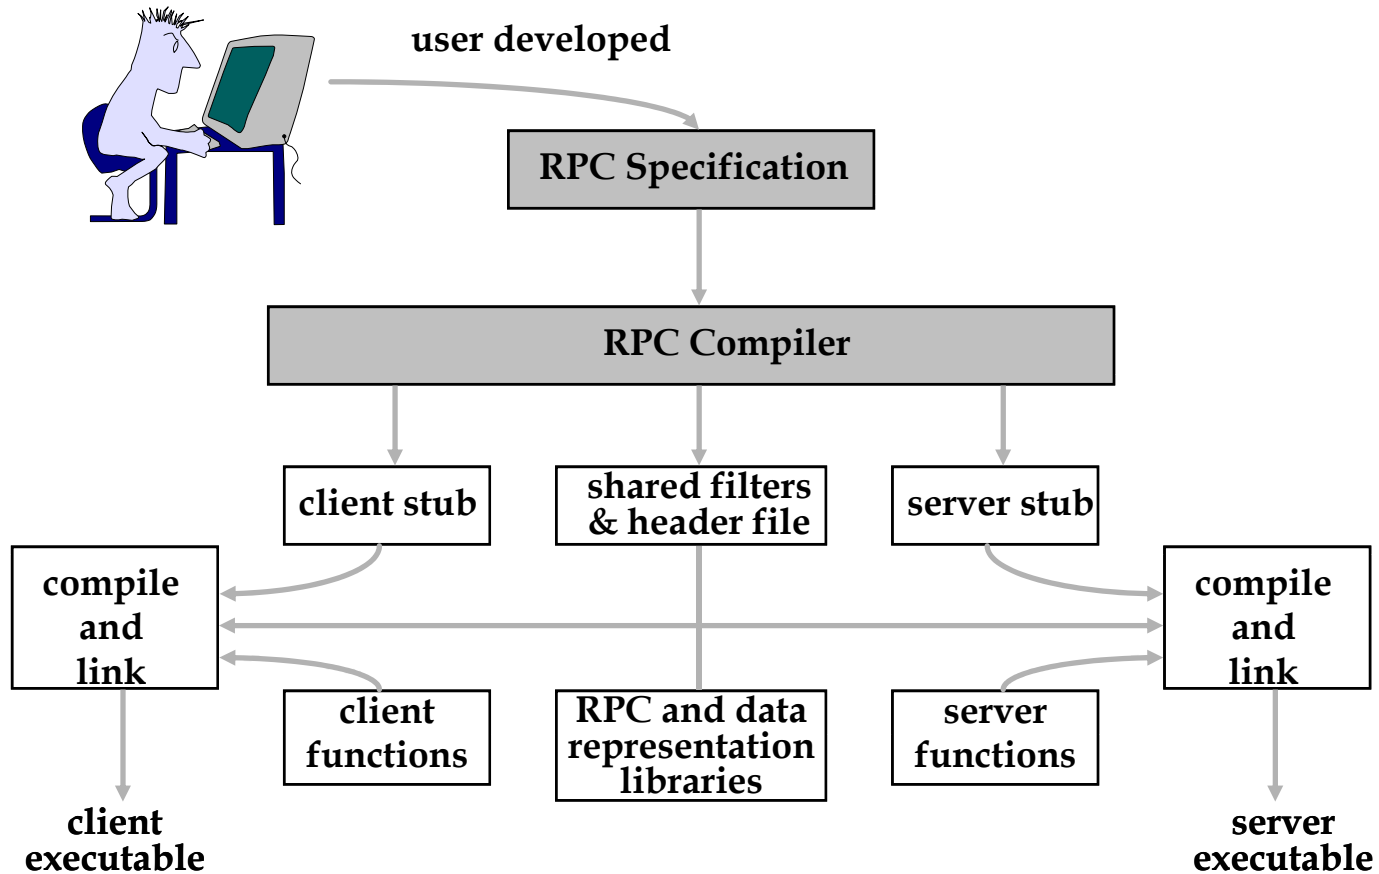 user developed
RPC Specification
RPC Compiler
client stub
shared filters
& header file
server stub
compile
and
link
compile
and
link
client
functions
RPC and data
representation
libraries
server
functions
client
executable
server
executable